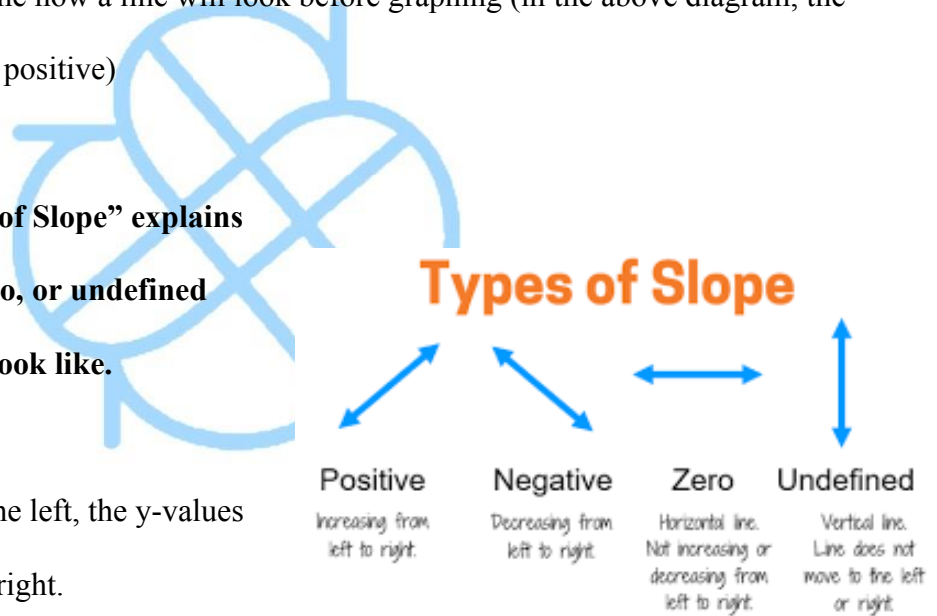 ne how a line will look before graphing (in the above diagram, the
positive)
of Slope” explains
o, or undefined
ook like.
ne left, the y-values
right.
Types of Slope
Positive
Increasing from
left to right.
Negative
Decreasing from
left to right.
Zero
Horizontal line.
Not increasing or
decreasing from
left to right.
Undefined
Vertical line.
Line does not
move to the left
or right.